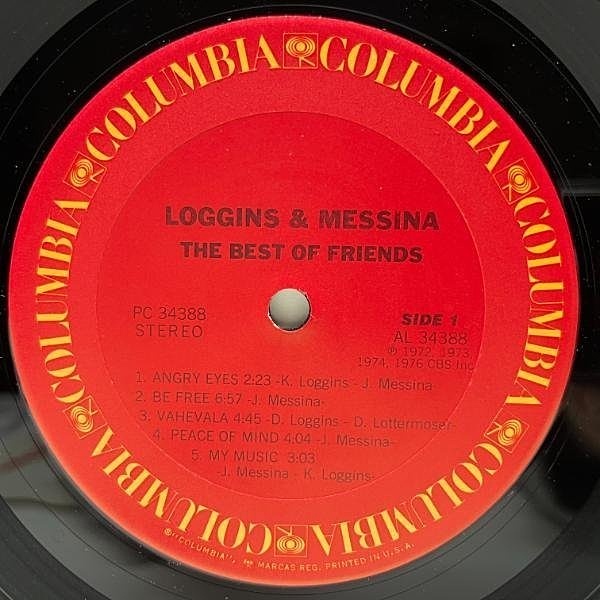 COLUMBIA COLUMBIA COLUMBIA COLUMBIA COLUMBIA COLUMBIA
LOGGINS & MESSINA
THE BEST OF FRIENDS
PC 34388
STEREO
SIDE 1
AL 34388
℗ 1972, 1973
1974, 1976 CBS Inc.
1. ANGRY EYES 2:23 -K. Loggins - J. Messina-
2. BE FREE 6:57 -J. Messina-
3. VAHEVALA 4:45 -D. Loggins - D. Lottermoser-
4. PEACE OF MIND 4:04 -J. Messina-
5. MY MUSIC 3:03
-J. Messina - K. Loggins-
®"COLUMBIA", MARCAS REG. PRINTED IN U.S.A.